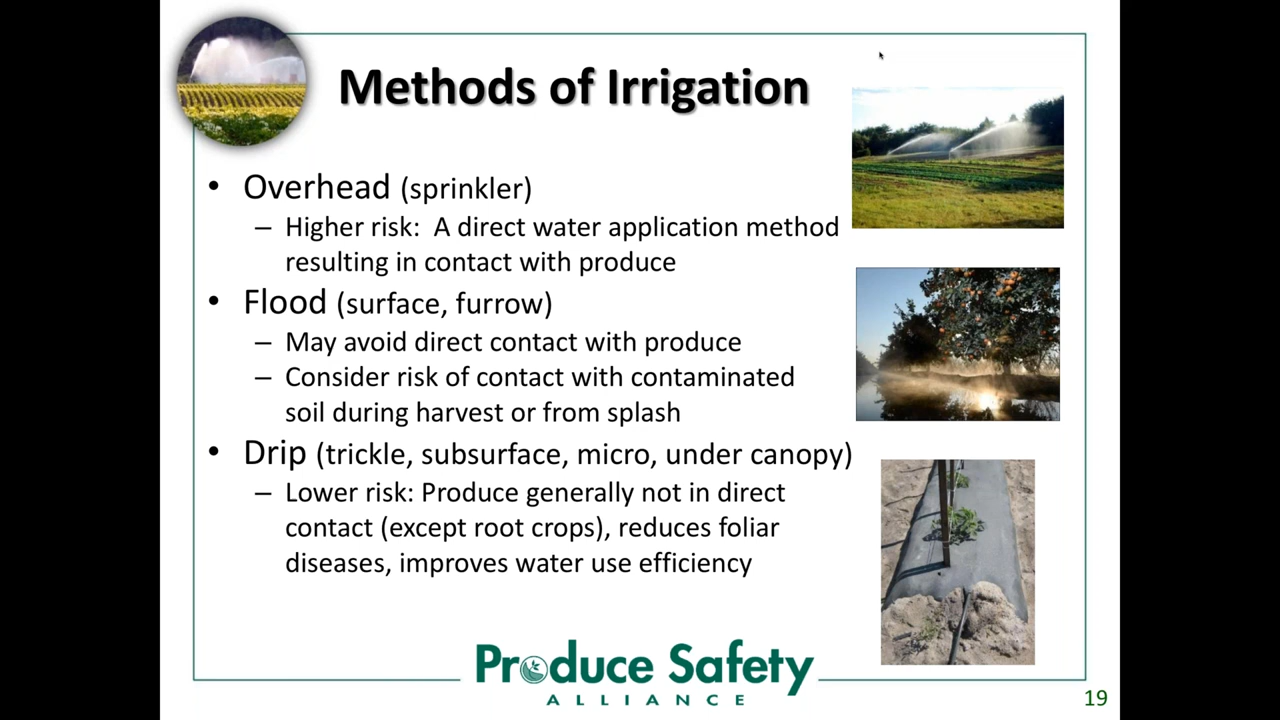 Methods of Irrigation
• Overhead (sprinkler)
– Higher risk: A direct water application method
resulting in contact with produce
• Flood (surface, furrow)
– May avoid direct contact with produce
– Consider risk of contact with contaminated
soil during harvest or from splash
• Drip (trickle, subsurface, micro, under canopy)
– Lower risk: Produce generally not in direct
contact (except root crops), reduces foliar
diseases, improves water use efficiency
Produce Safety
ALLIANCE
19